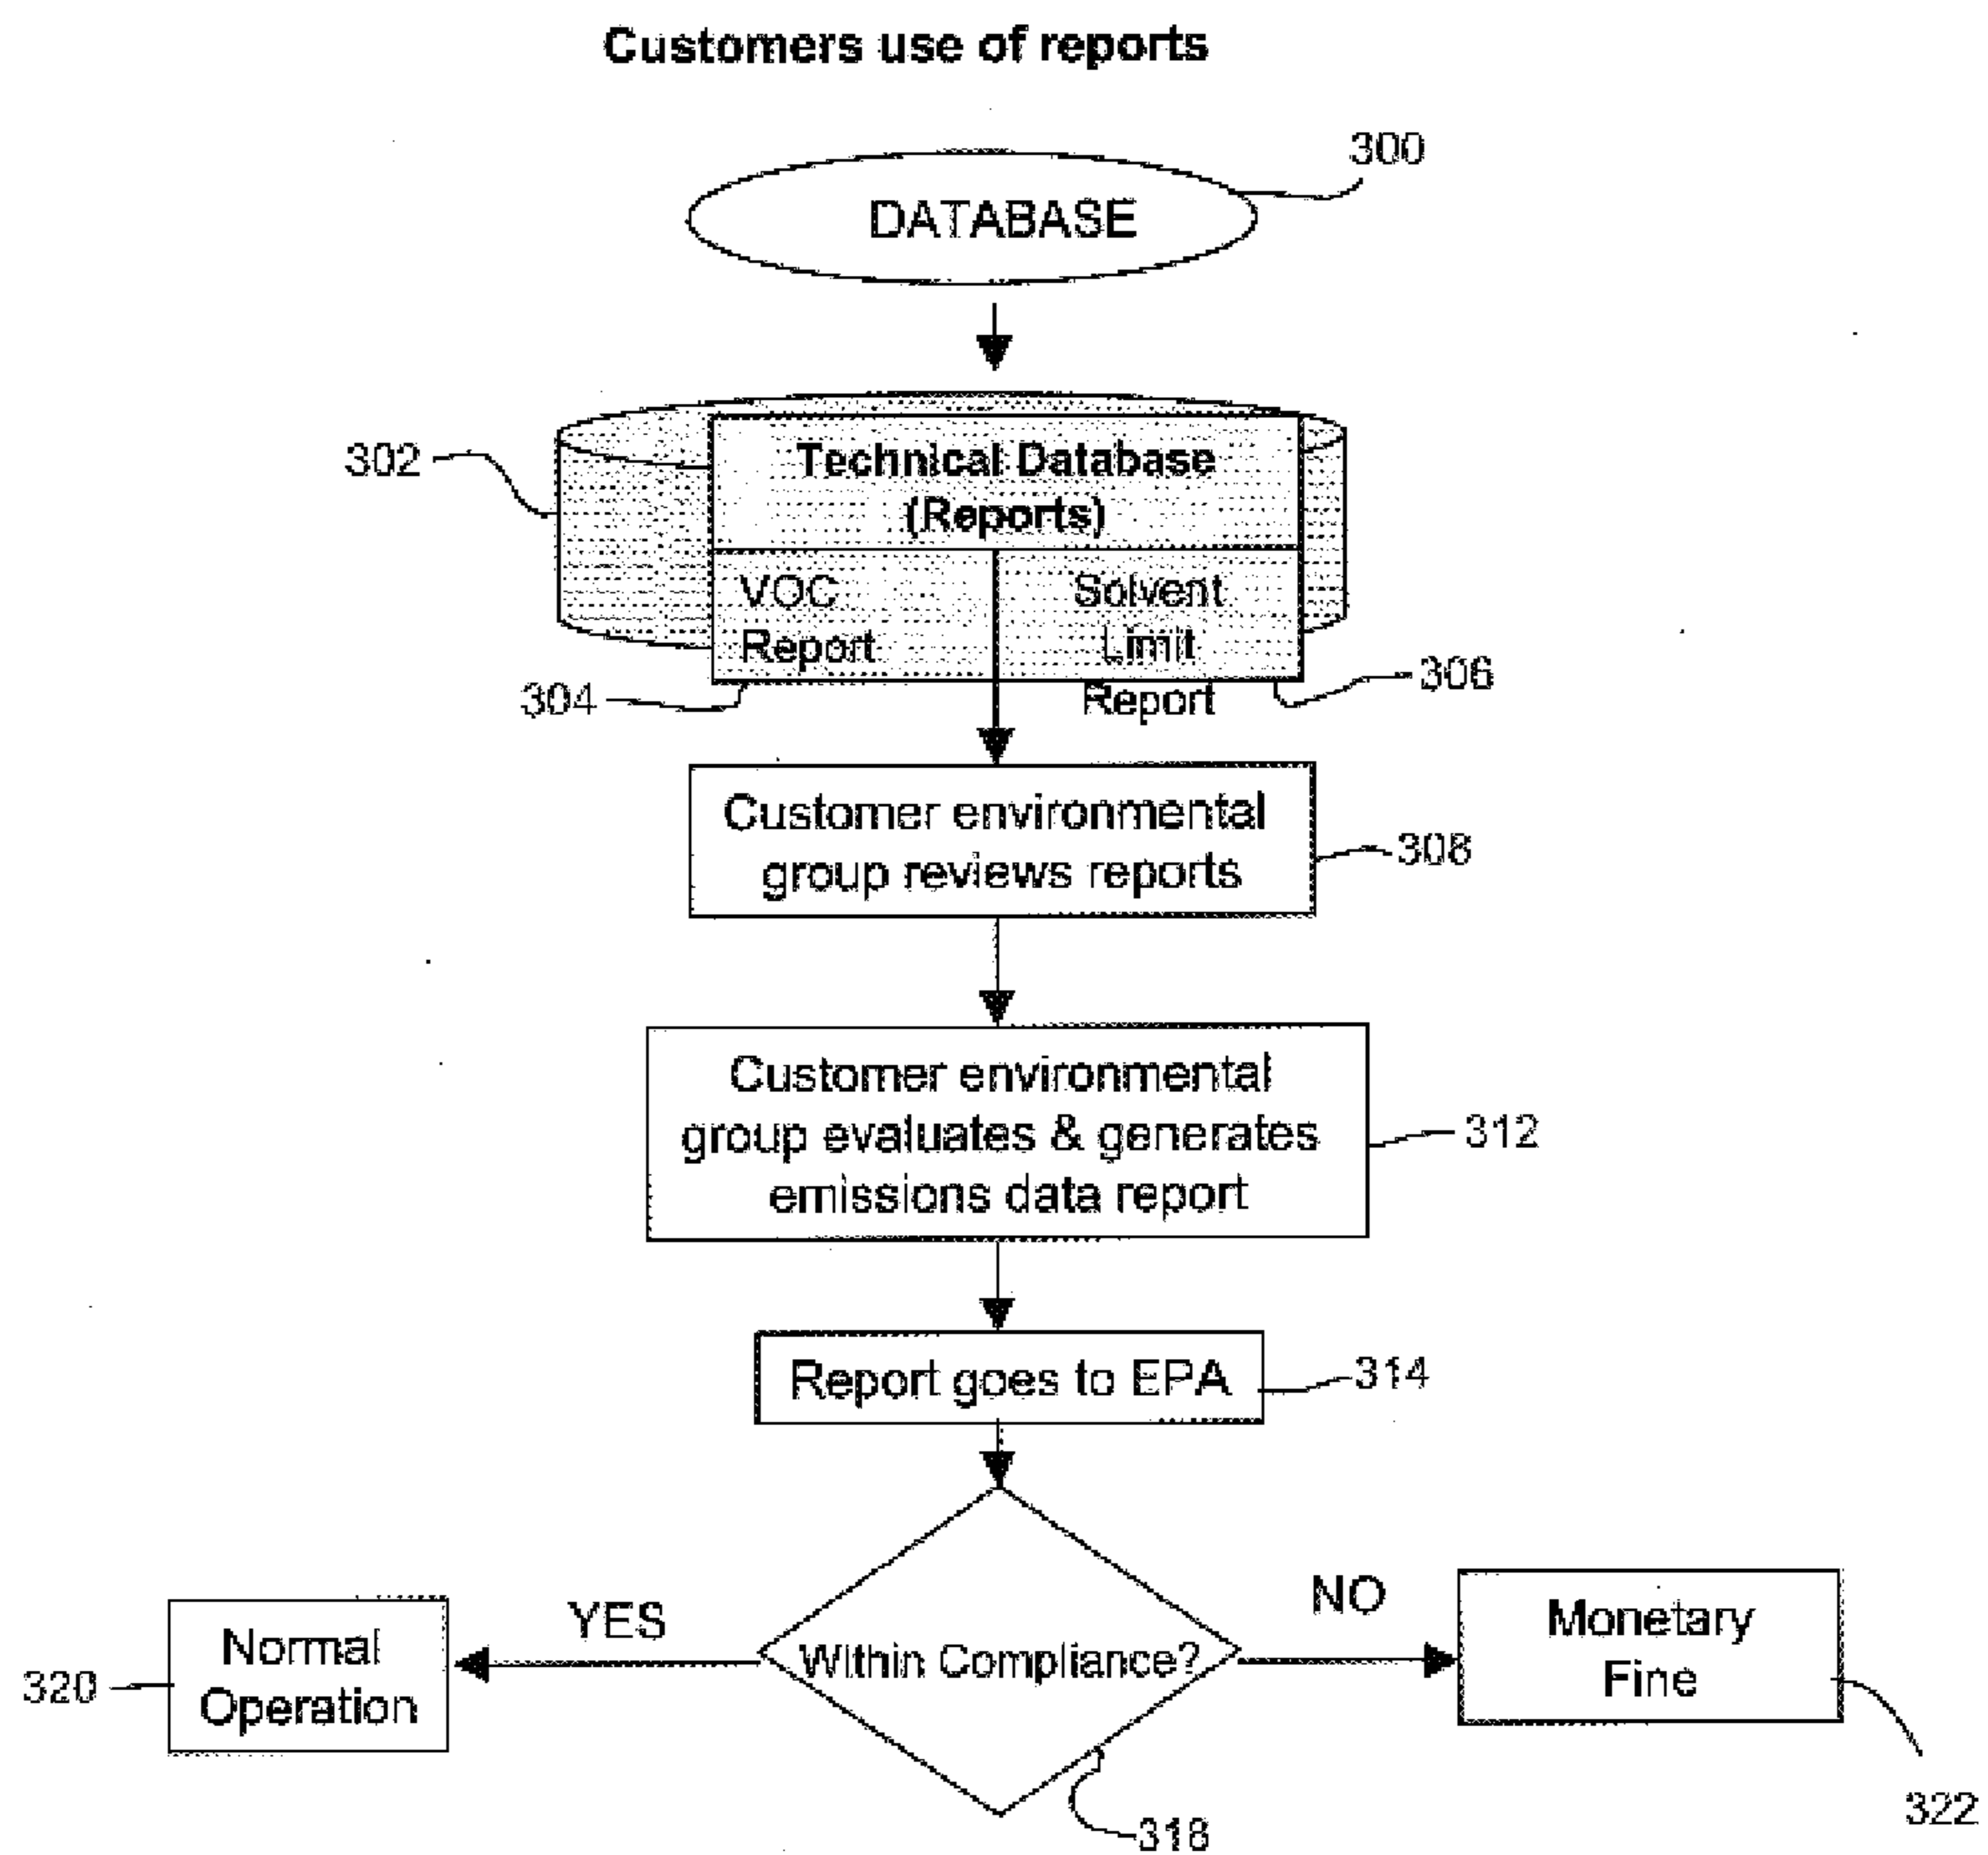 Customers use of reports
300
DATABASE
302
Technical Database
(Reports)
VOC
Report
Solvent
Limit
Report
304
306
Customer environmental
group reviews reports
308
Customer environmental
group evaluates & generates
emissions data report
312
Report goes to EPA
314
YES
NO
Normal
Operation
320
Within Compliance?
Monetary
Fine
318
322